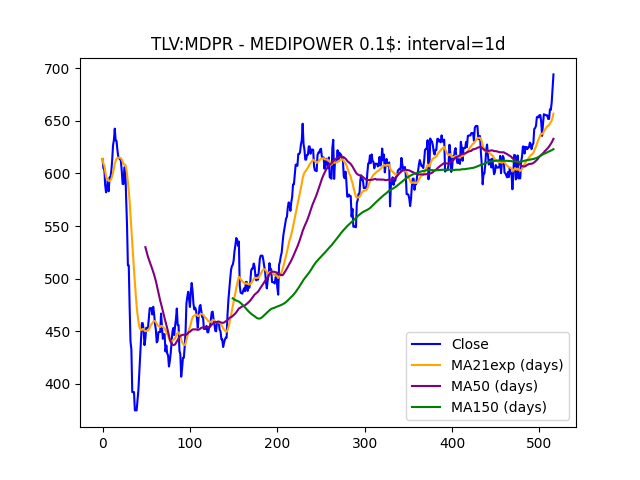 TLV:MDPR - MEDIPOWER 0.1$: interval=1d
700
650
600
550
500
450
400
0
100
200
300
400
500
Close
MA21exp (days)
MA50 (days)
MA150 (days)